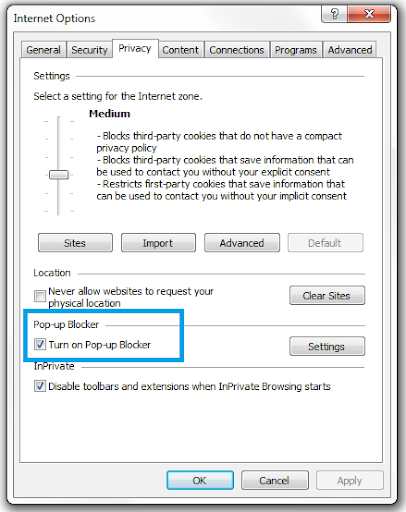 Internet Options
General Security Privacy Content Connections Programs Advanced
Settings
Select a setting for the Internet zone.
Medium
- Blocks third-party cookies that do not have a compact
privacy policy
- Blocks third-party cookies that save information that can
be used to contact you without your explicit consent
- Restricts first-party cookies that save information that
can be used to contact you without your implicit consent
Sites Import Advanced Default
Location
Never allow websites to request your
physical location
Clear Sites
Pop-up Blocker
Turn on Pop-up Blocker
Settings
InPrivate
Disable toolbars and extensions when InPrivate Browsing starts
OK Cancel Apply